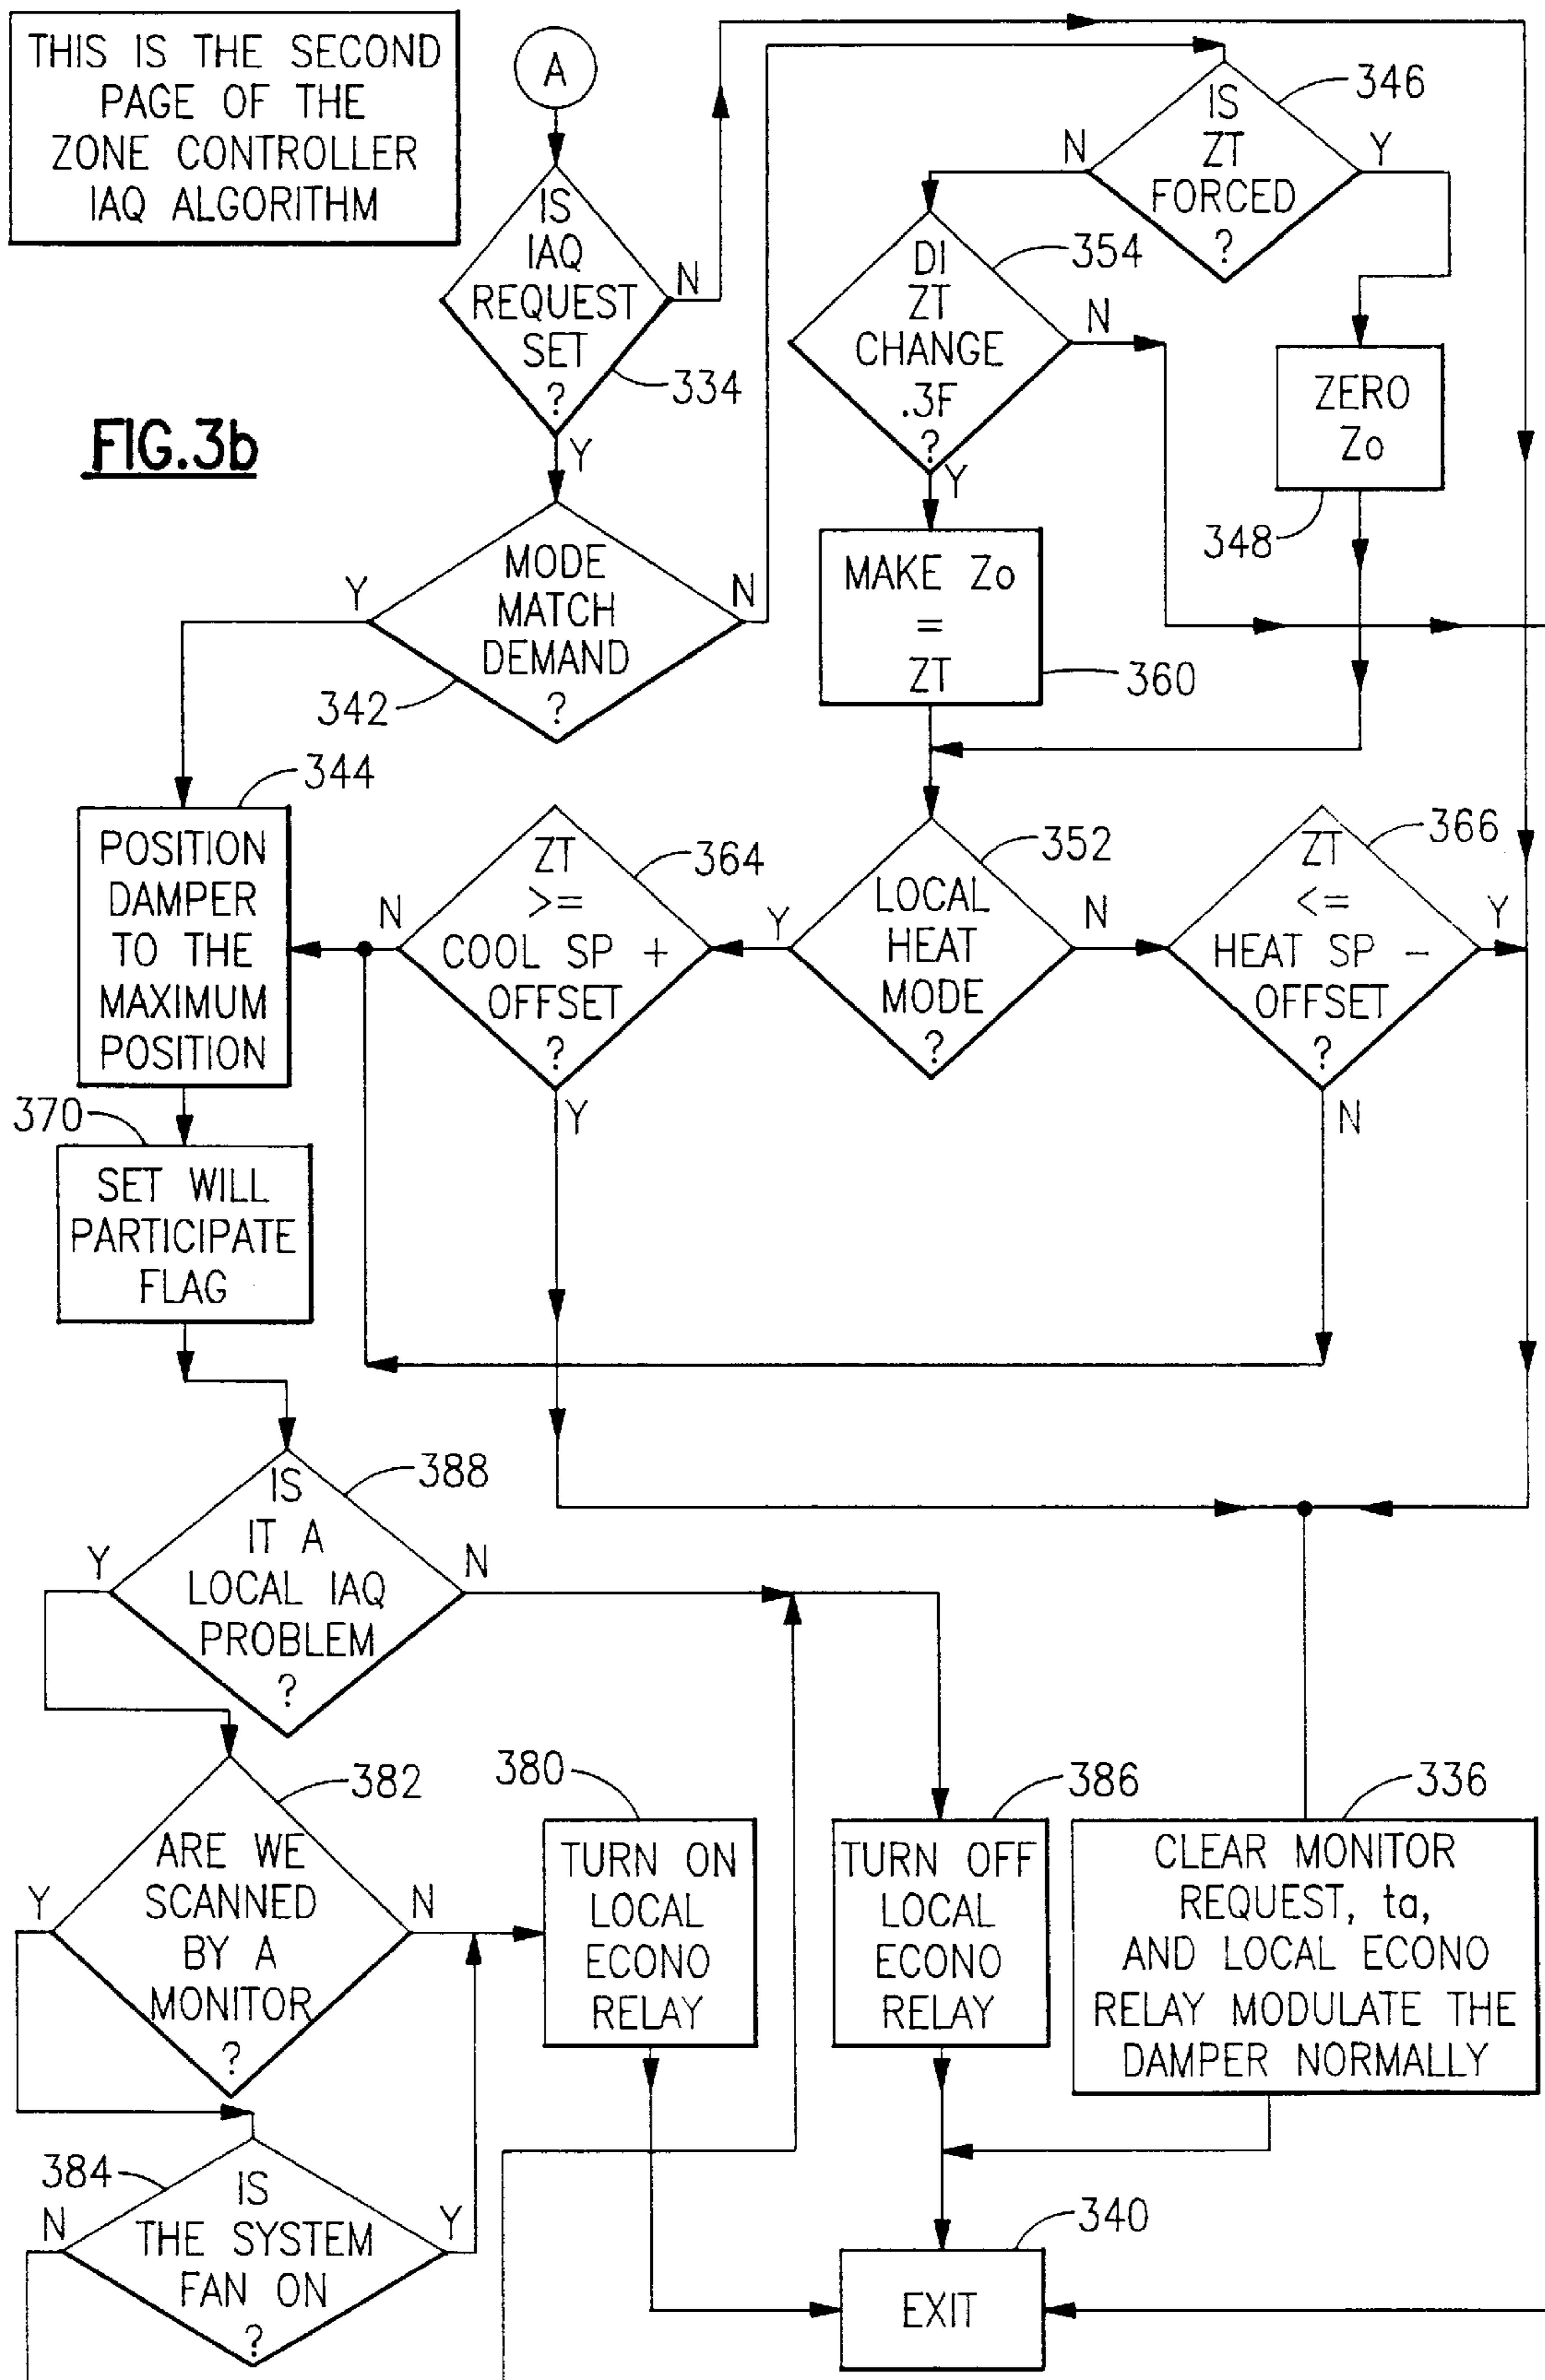 THIS IS THE SECOND
PAGE OF THE
ZONE CONTROLLER
IAQ ALGORITHM
FIG.3b
A
IS
IAQ
REQUEST
SET
?
334
N
Y
MODE
MATCH
DEMAND
?
342
Y
N
IS
ZT
FORCED
?
346
N
Y
DI
ZT
CHANGE
.3F
?
354
N
Y
ZERO
Zo
348
MAKE Zo
=
ZT
360
344
POSITION
DAMPER
TO THE
MAXIMUM
POSITION
ZT
>=
COOL SP +
OFFSET
?
364
N
Y
LOCAL
HEAT
MODE
?
352
Y
N
ZT
<=
HEAT SP -
OFFSET
?
366
Y
N
370
SET WILL
PARTICIPATE
FLAG
IS
IT A
LOCAL IAQ
PROBLEM
?
388
Y
N
ARE WE
SCANNED
BY A
MONITOR
?
382
Y
N
380
TURN ON
LOCAL
ECONO
RELAY
386
TURN OFF
LOCAL
ECONO
RELAY
336
CLEAR MONITOR
REQUEST, ta,
AND LOCAL ECONO
RELAY MODULATE THE
DAMPER NORMALLY
384
IS
THE SYSTEM
FAN ON
?
N
Y
340
EXIT